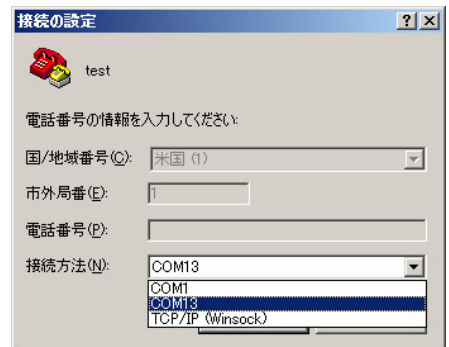 接続の設定
test
電話番号の情報を入力してください:
国/地域番号(C): 米国 (1)
市外局番(E): 1
電話番号(P):
接続方法(N): COM13
COM1
COM13
TCP/IP (Winsock)